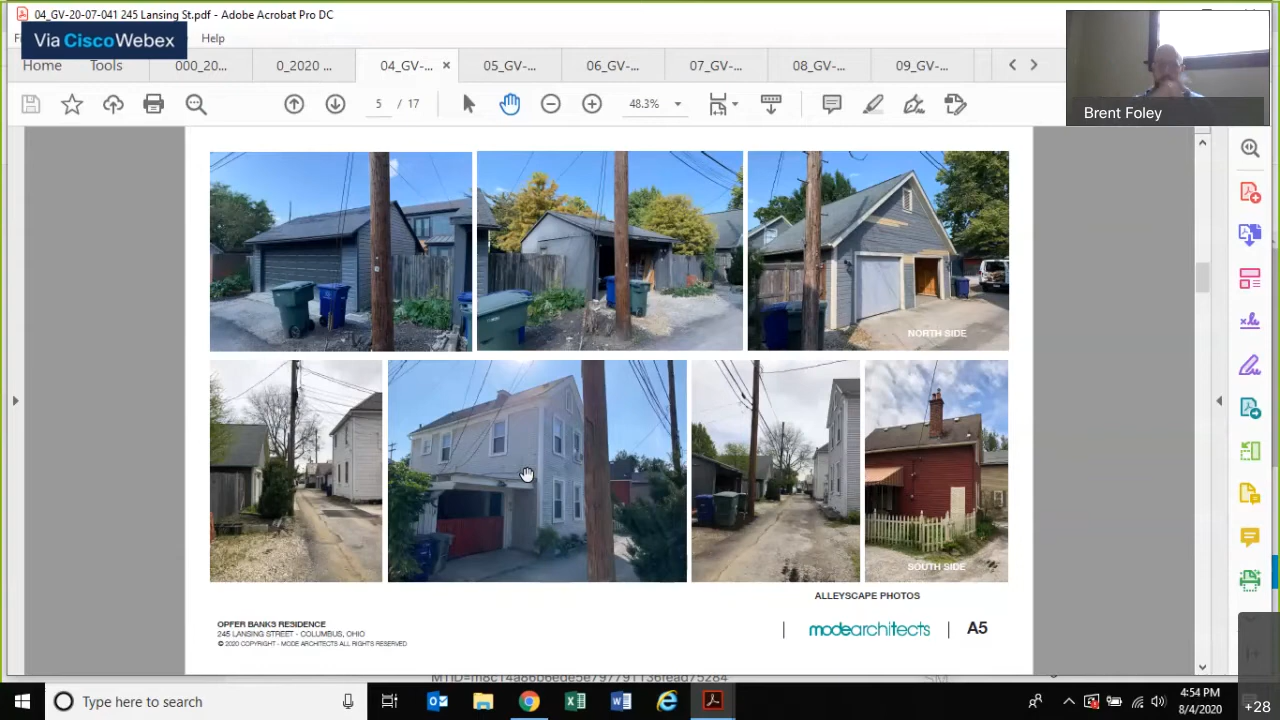 04_GV-20-07-041 245 Lansing St.pdf - Adobe Acrobat Pro DC
Via Cisco Webex
Help
Home
Tools
000_20...
0_2020 ...
04_GV-...
05_GV-...
06_GV-...
07_GV-...
08_GV-...
09_GV-...
5 / 17
48.3%
Brent Foley
NORTH SIDE
SOUTH SIDE
ALLEYSCAPE PHOTOS
OPFER BANKS RESIDENCE
245 LANSING STREET - COLUMBUS, OHIO
© 2020 COPYRIGHT - MODE ARCHITECTS ALL RIGHTS RESERVED
modearchitects
A5
Type here to search
4:54 PM
8/4/2020
+28